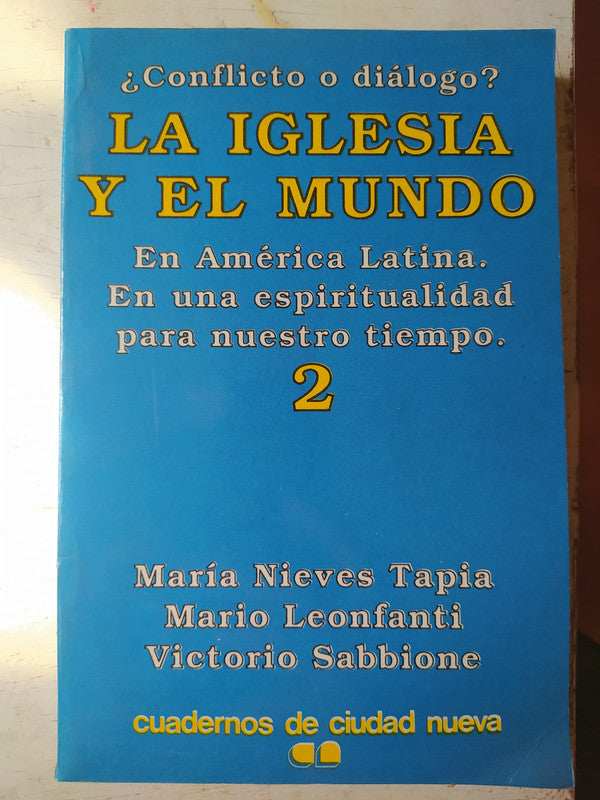 ¿Conflicto o diálogo?
LA IGLESIA
Y EL MUNDO
En América Latina.
En una espiritualidad
para nuestro tiempo.
2
María Nieves Tapia
Mario Leonfanti
Victorio Sabbione
cuadernos de ciudad nueva